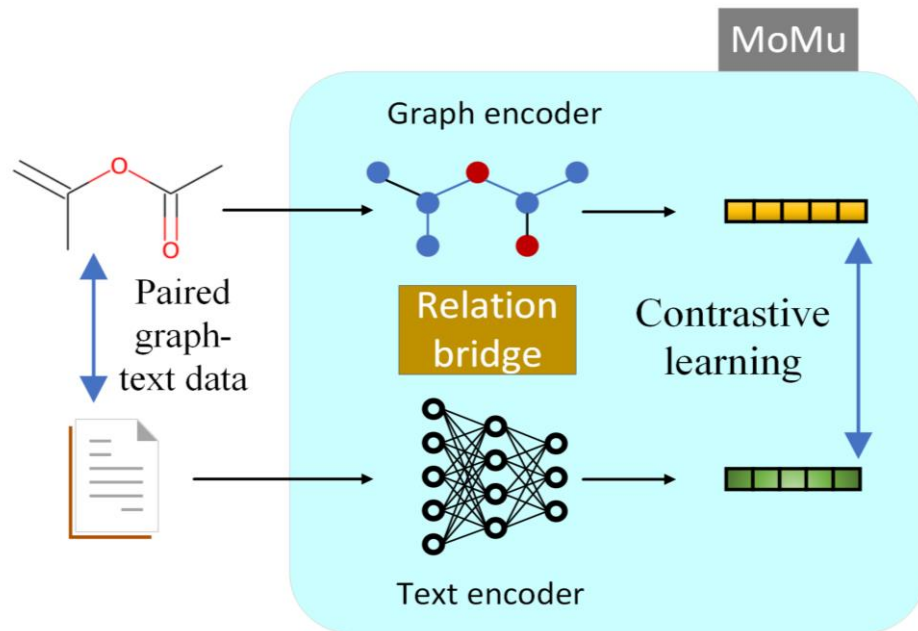 MoMu
Graph encoder
O
O
Paired
graph-
text data
Relation
bridge
Contrastive
learning
Text encoder